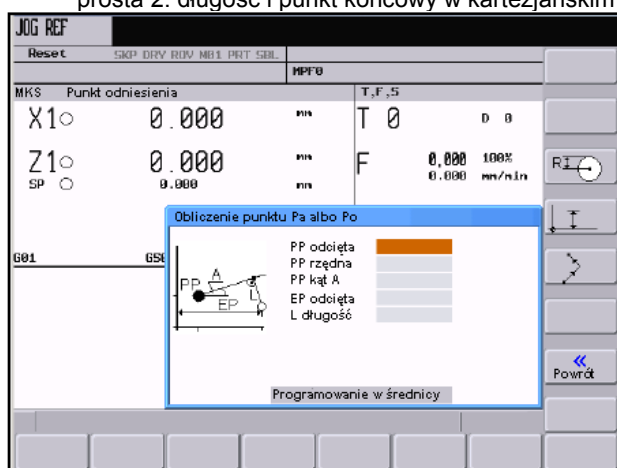 prosta 2: długość i punkt końcowy w kartezjańskim
JOG REF
Reset SKP DRY ROV M01 PRT SBL
MPF0
MKS Punkt odniesienia T,F,S
X1 0.000 mm T 0 D 0
Z1 0.000 mm F 0,000 100%
SP 0.000 mm 0.000 mm/min
RI
Obliczenie punktu Pa albo Po
G01
PP odcięta
PP rzędna
PP kąt A
EP odcięta
L długość
PP A L
EP
Powrót
Programowanie w średnicy